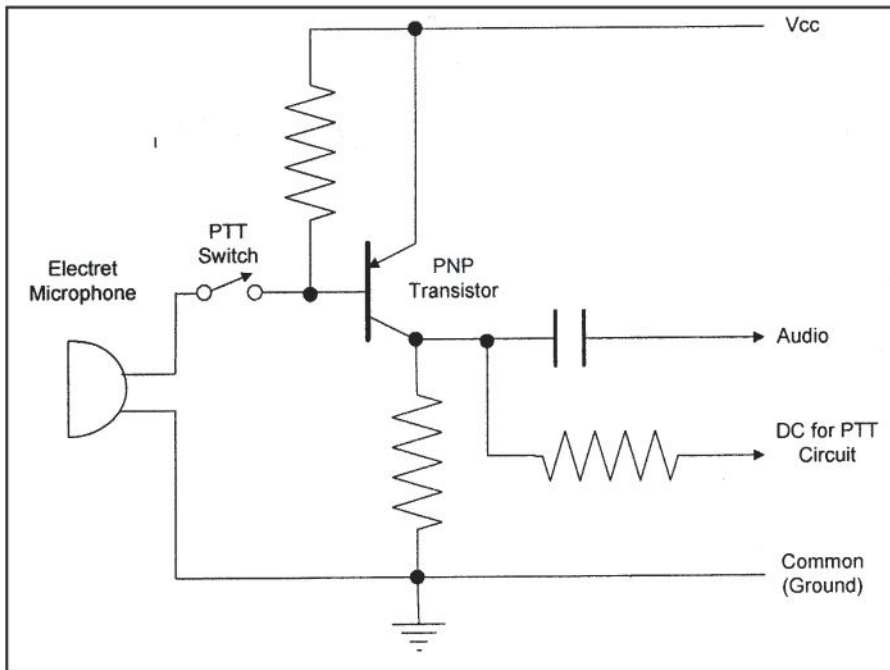 Vcc
PTT
Switch
Electret
Microphone
PNP
Transistor
Audio
DC for PTT
Circuit
Common
(Ground)